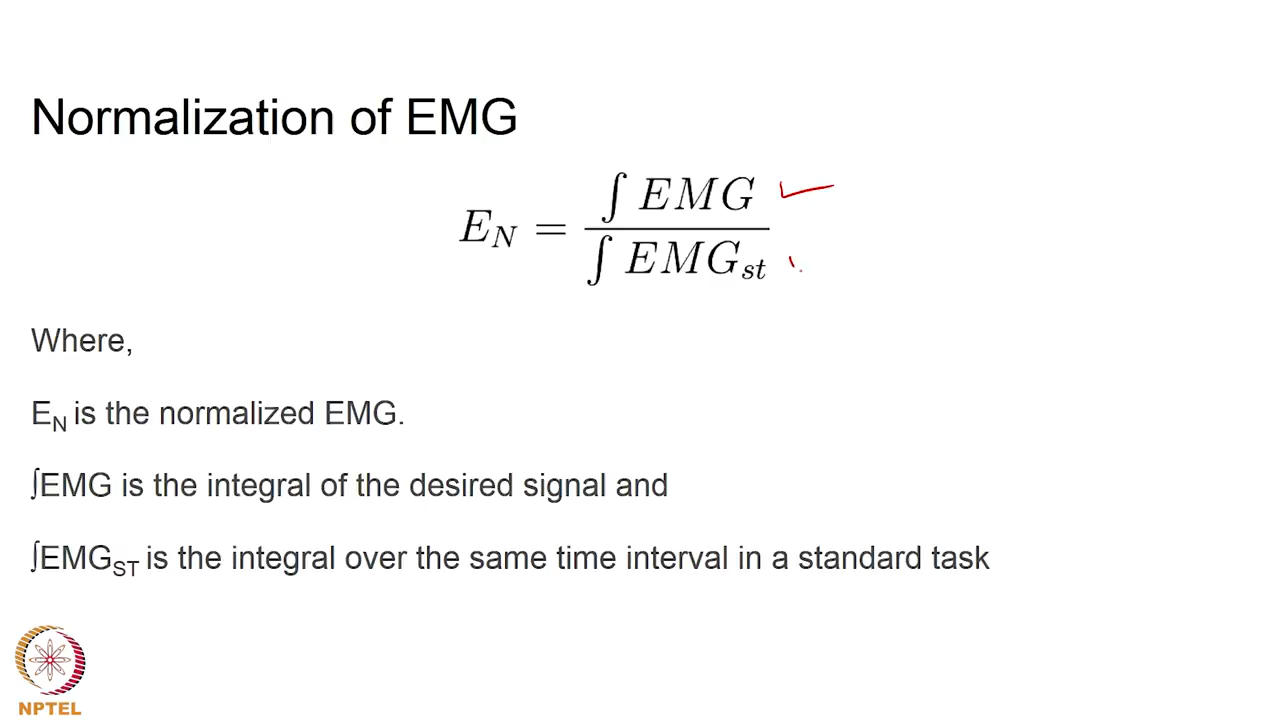 Normalization of EMG
E_N = ∫ EMG / ∫ EMG_st
Where,
E_N is the normalized EMG.
∫EMG is the integral of the desired signal and
∫EMG_ST is the integral over the same time interval in a standard task
NPTEL